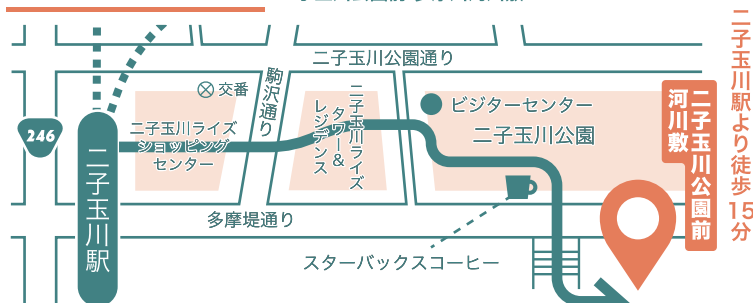 二子玉川公園通り
駒沢通り
交番
二子玉川ライズ
ショッピング
センター
二子玉川ライズ
タワー&
レジデンス
ビジターセンター
二子玉川公園
246
二子玉川駅
多摩堤通り
スターバックスコーヒー
二子玉川公園前
河川敷
二子玉川駅より徒歩15分